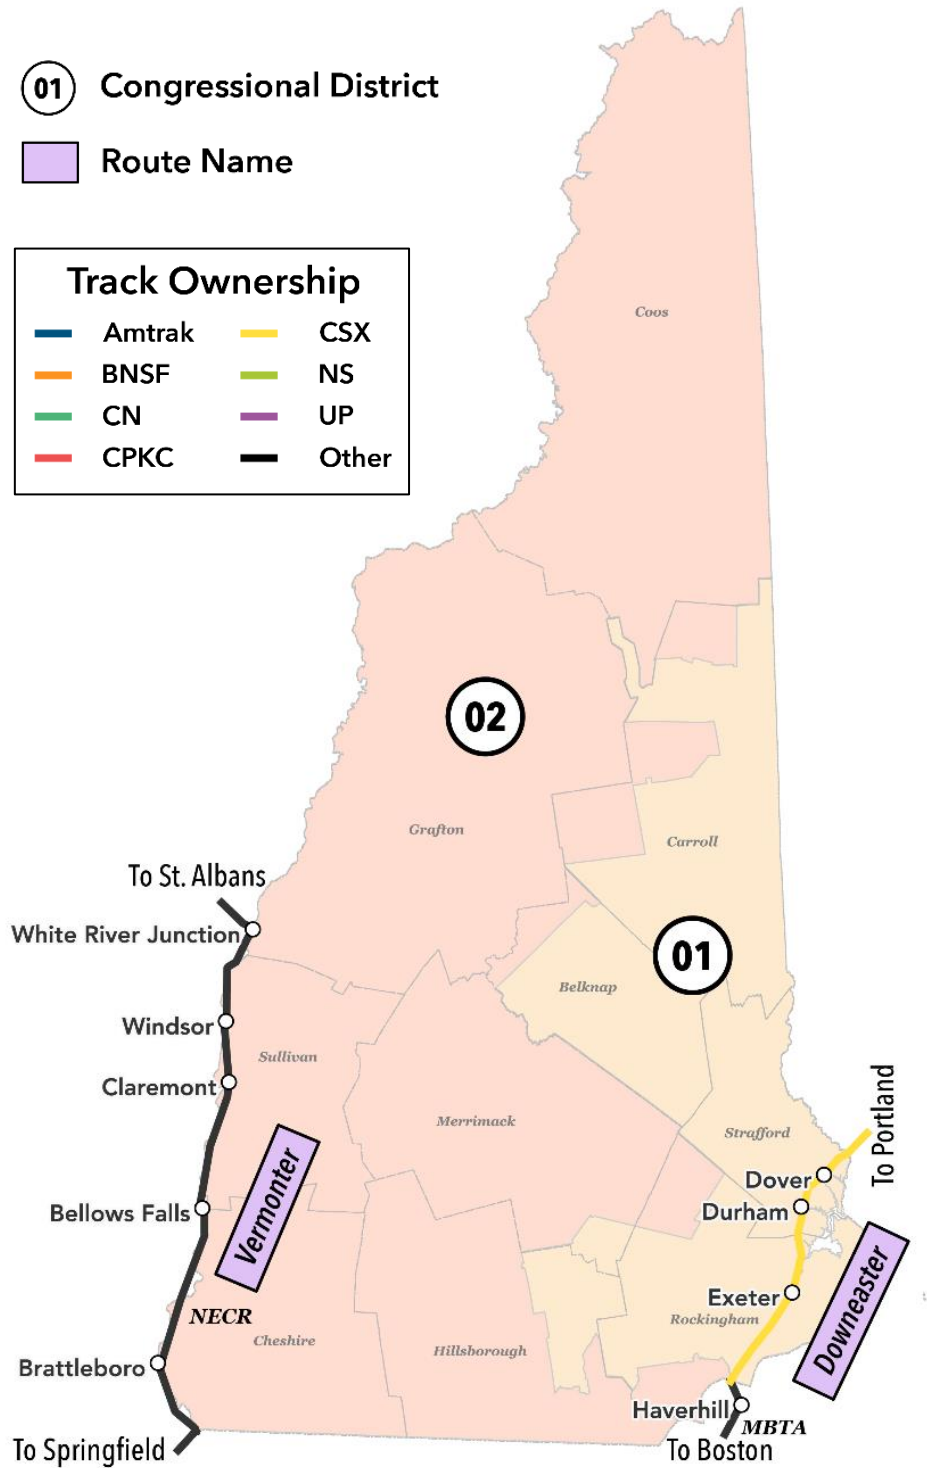 01 Congressional District
Route Name
Track Ownership
Amtrak CSX
BNSF NS
CN UP
CPKC Other
Coos
02
Grafton
Carroll
To St. Albans
White River Junction
01
Belknap
Windsor
Sullivan
Claremont
Merrimack
Strafford
To Portland
Dover
Durham
Bellows Falls
Vermonter
Downeaster
Exeter
Rockingham
NECR
Cheshire
Hillsborough
Brattleboro
Haverhill
MBTA
To Springfield
To Boston